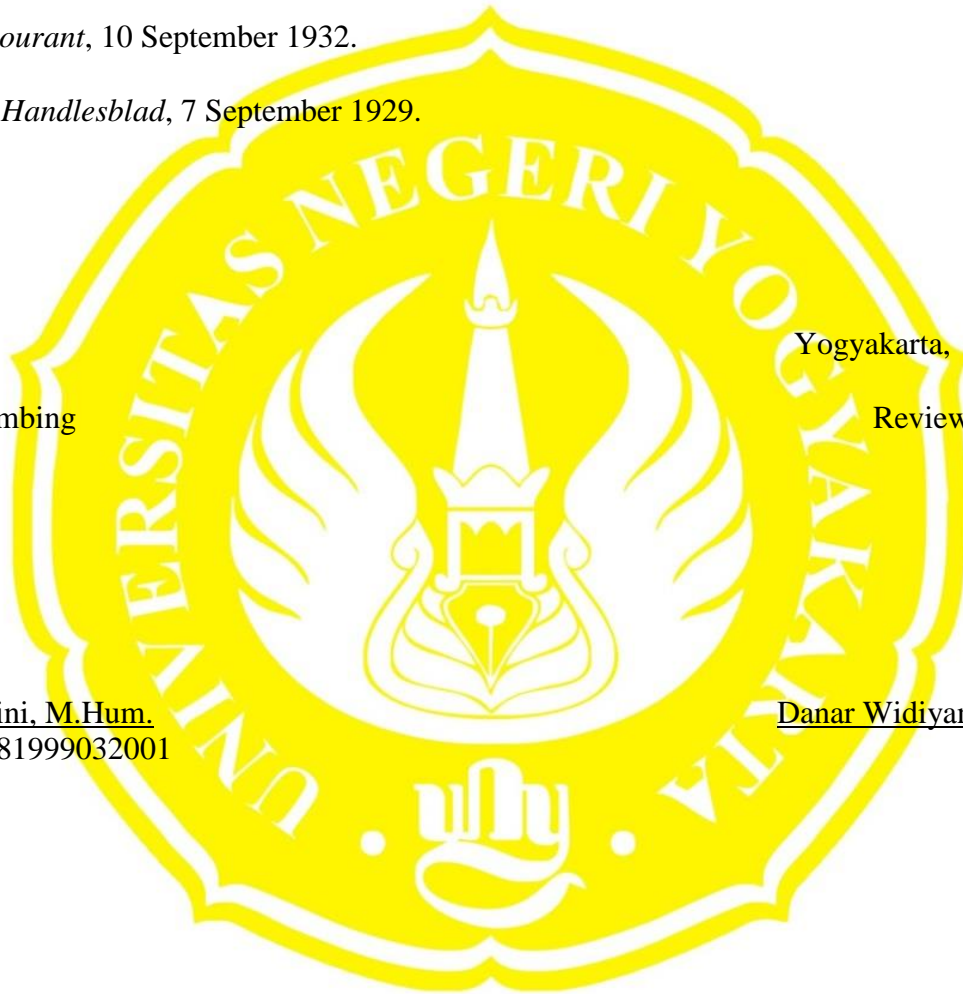 ourant, 10 September 1932.
Handlesblad, 7 September 1929.
Yogyakarta,
mbing Review
ini, M.Hum. Danar Widiyan
81999032001
UNIVERSITAS NEGERI YOGYAKARTA
uny